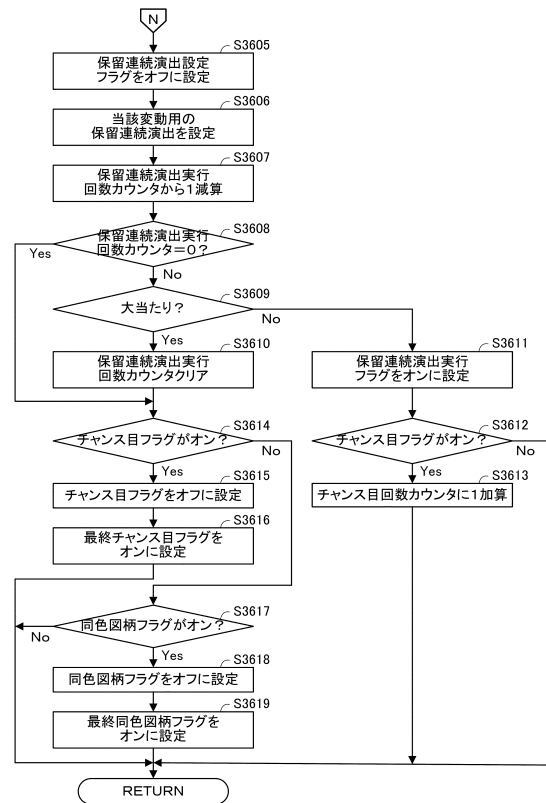 N
S3605
保留連続演出設定
フラグをオフに設定
S3606
当該変動用の
保留連続演出を設定
S3607
保留連続演出実行
回数カウンタから1減算
S3608
保留連続演出実行
回数カウンタ＝0？
Yes
No
S3609
大当たり？
No
Yes
S3610
保留連続演出実行
回数カウンタクリア
S3611
保留連続演出実行
フラグをオンに設定
S3614
チャンス目フラグがオン？
No
Yes
S3612
チャンス目フラグがオン？
No
Yes
S3615
チャンス目フラグをオフに設定
S3613
チャンス目回数カウンタに1加算
S3616
最終チャンス目フラグを
オンに設定
S3617
同色図柄フラグがオン？
No
Yes
S3618
同色図柄フラグをオフに設定
S3619
最終同色図柄フラグを
オンに設定
RETURN